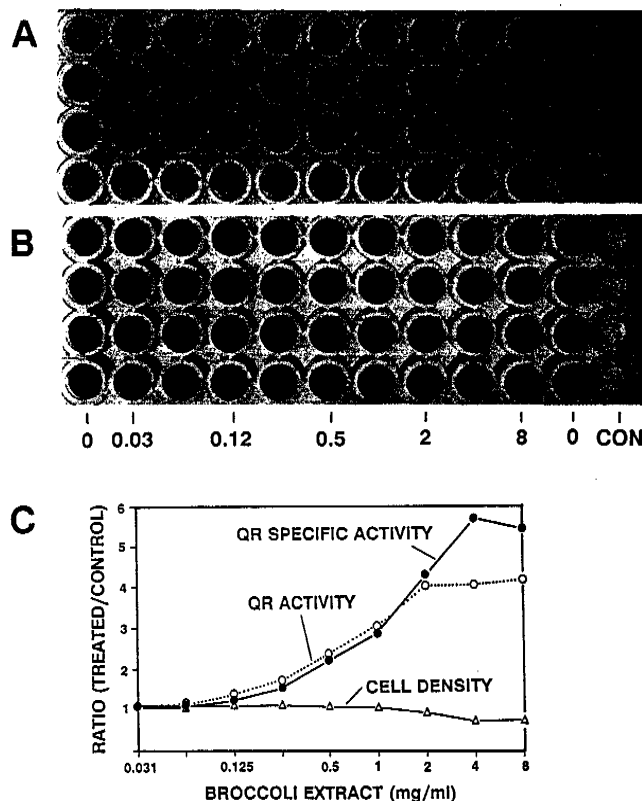 A
B
0 0.03 0.12 0.5 2 8 0 CON
C
RATIO (TREATED/CONTROL)
6
5
4
3
2
1
QR SPECIFIC ACTIVITY
QR ACTIVITY
CELL DENSITY
0.031 0.125 0.5 1 2 4 8
BROCCOLI EXTRACT (mg/ml)